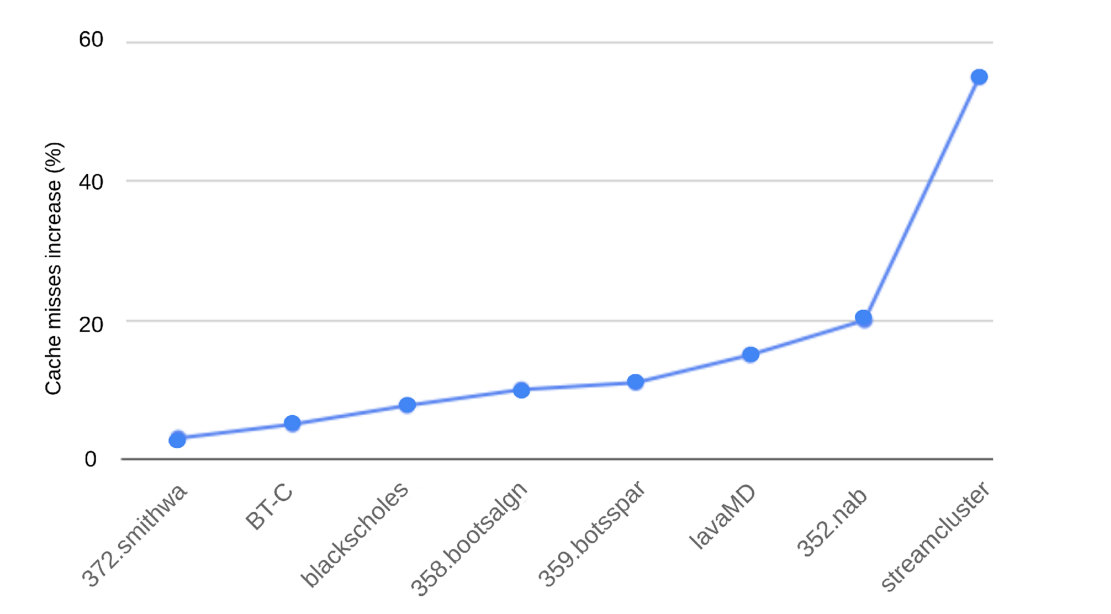 60
40
20
0
Cache misses increase (%)
372.smithwa
BT-C
blackscholes
358.bootsalgn
359.botsspar
lavaMD
352.nab
streamcluster